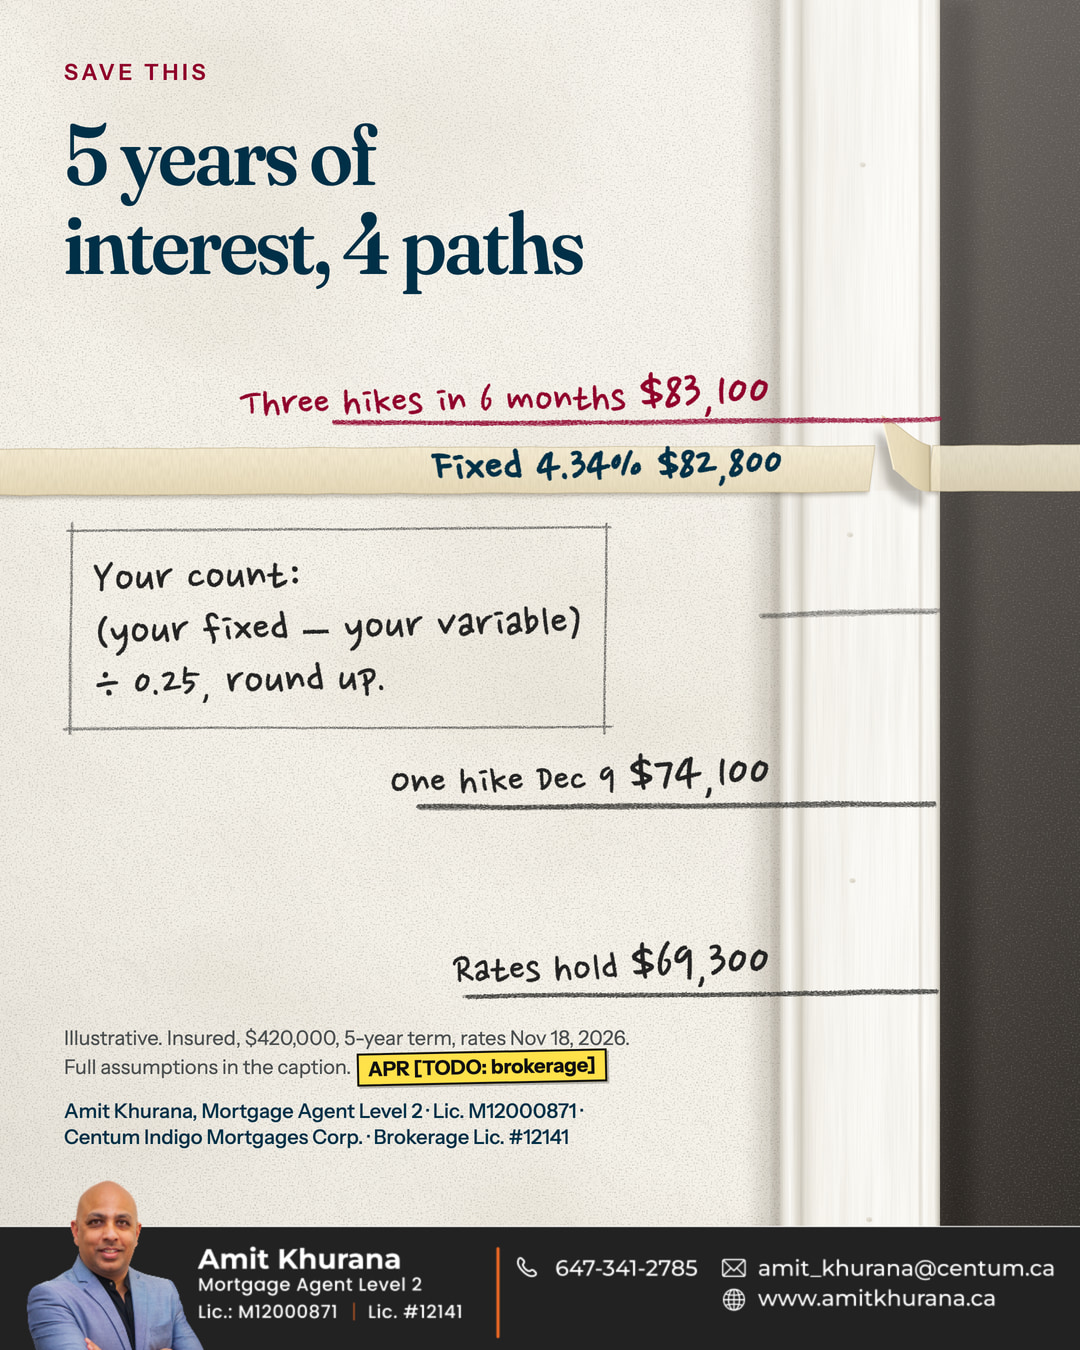 SAVE THIS
5 years of
interest, 4 paths
Three hikes in 6 months $83,100
Fixed 4.34% $82,800
Your count:
(your fixed — your variable)
÷ 0.25, round up.
One hike Dec 9 $74,100
Rates hold $69,300
Illustrative. Insured, $420,000, 5-year term, rates Nov 18, 2026.
Full assumptions in the caption. APR [TODO: brokerage]
Amit Khurana, Mortgage Agent Level 2 · Lic. M12000871 ·
Centum Indigo Mortgages Corp. · Brokerage Lic. #12141
Amit Khurana
Mortgage Agent Level 2
Lic.: M12000871 | Lic. #12141
647-341-2785
amit_khurana@centum.ca
www.amitkhurana.ca